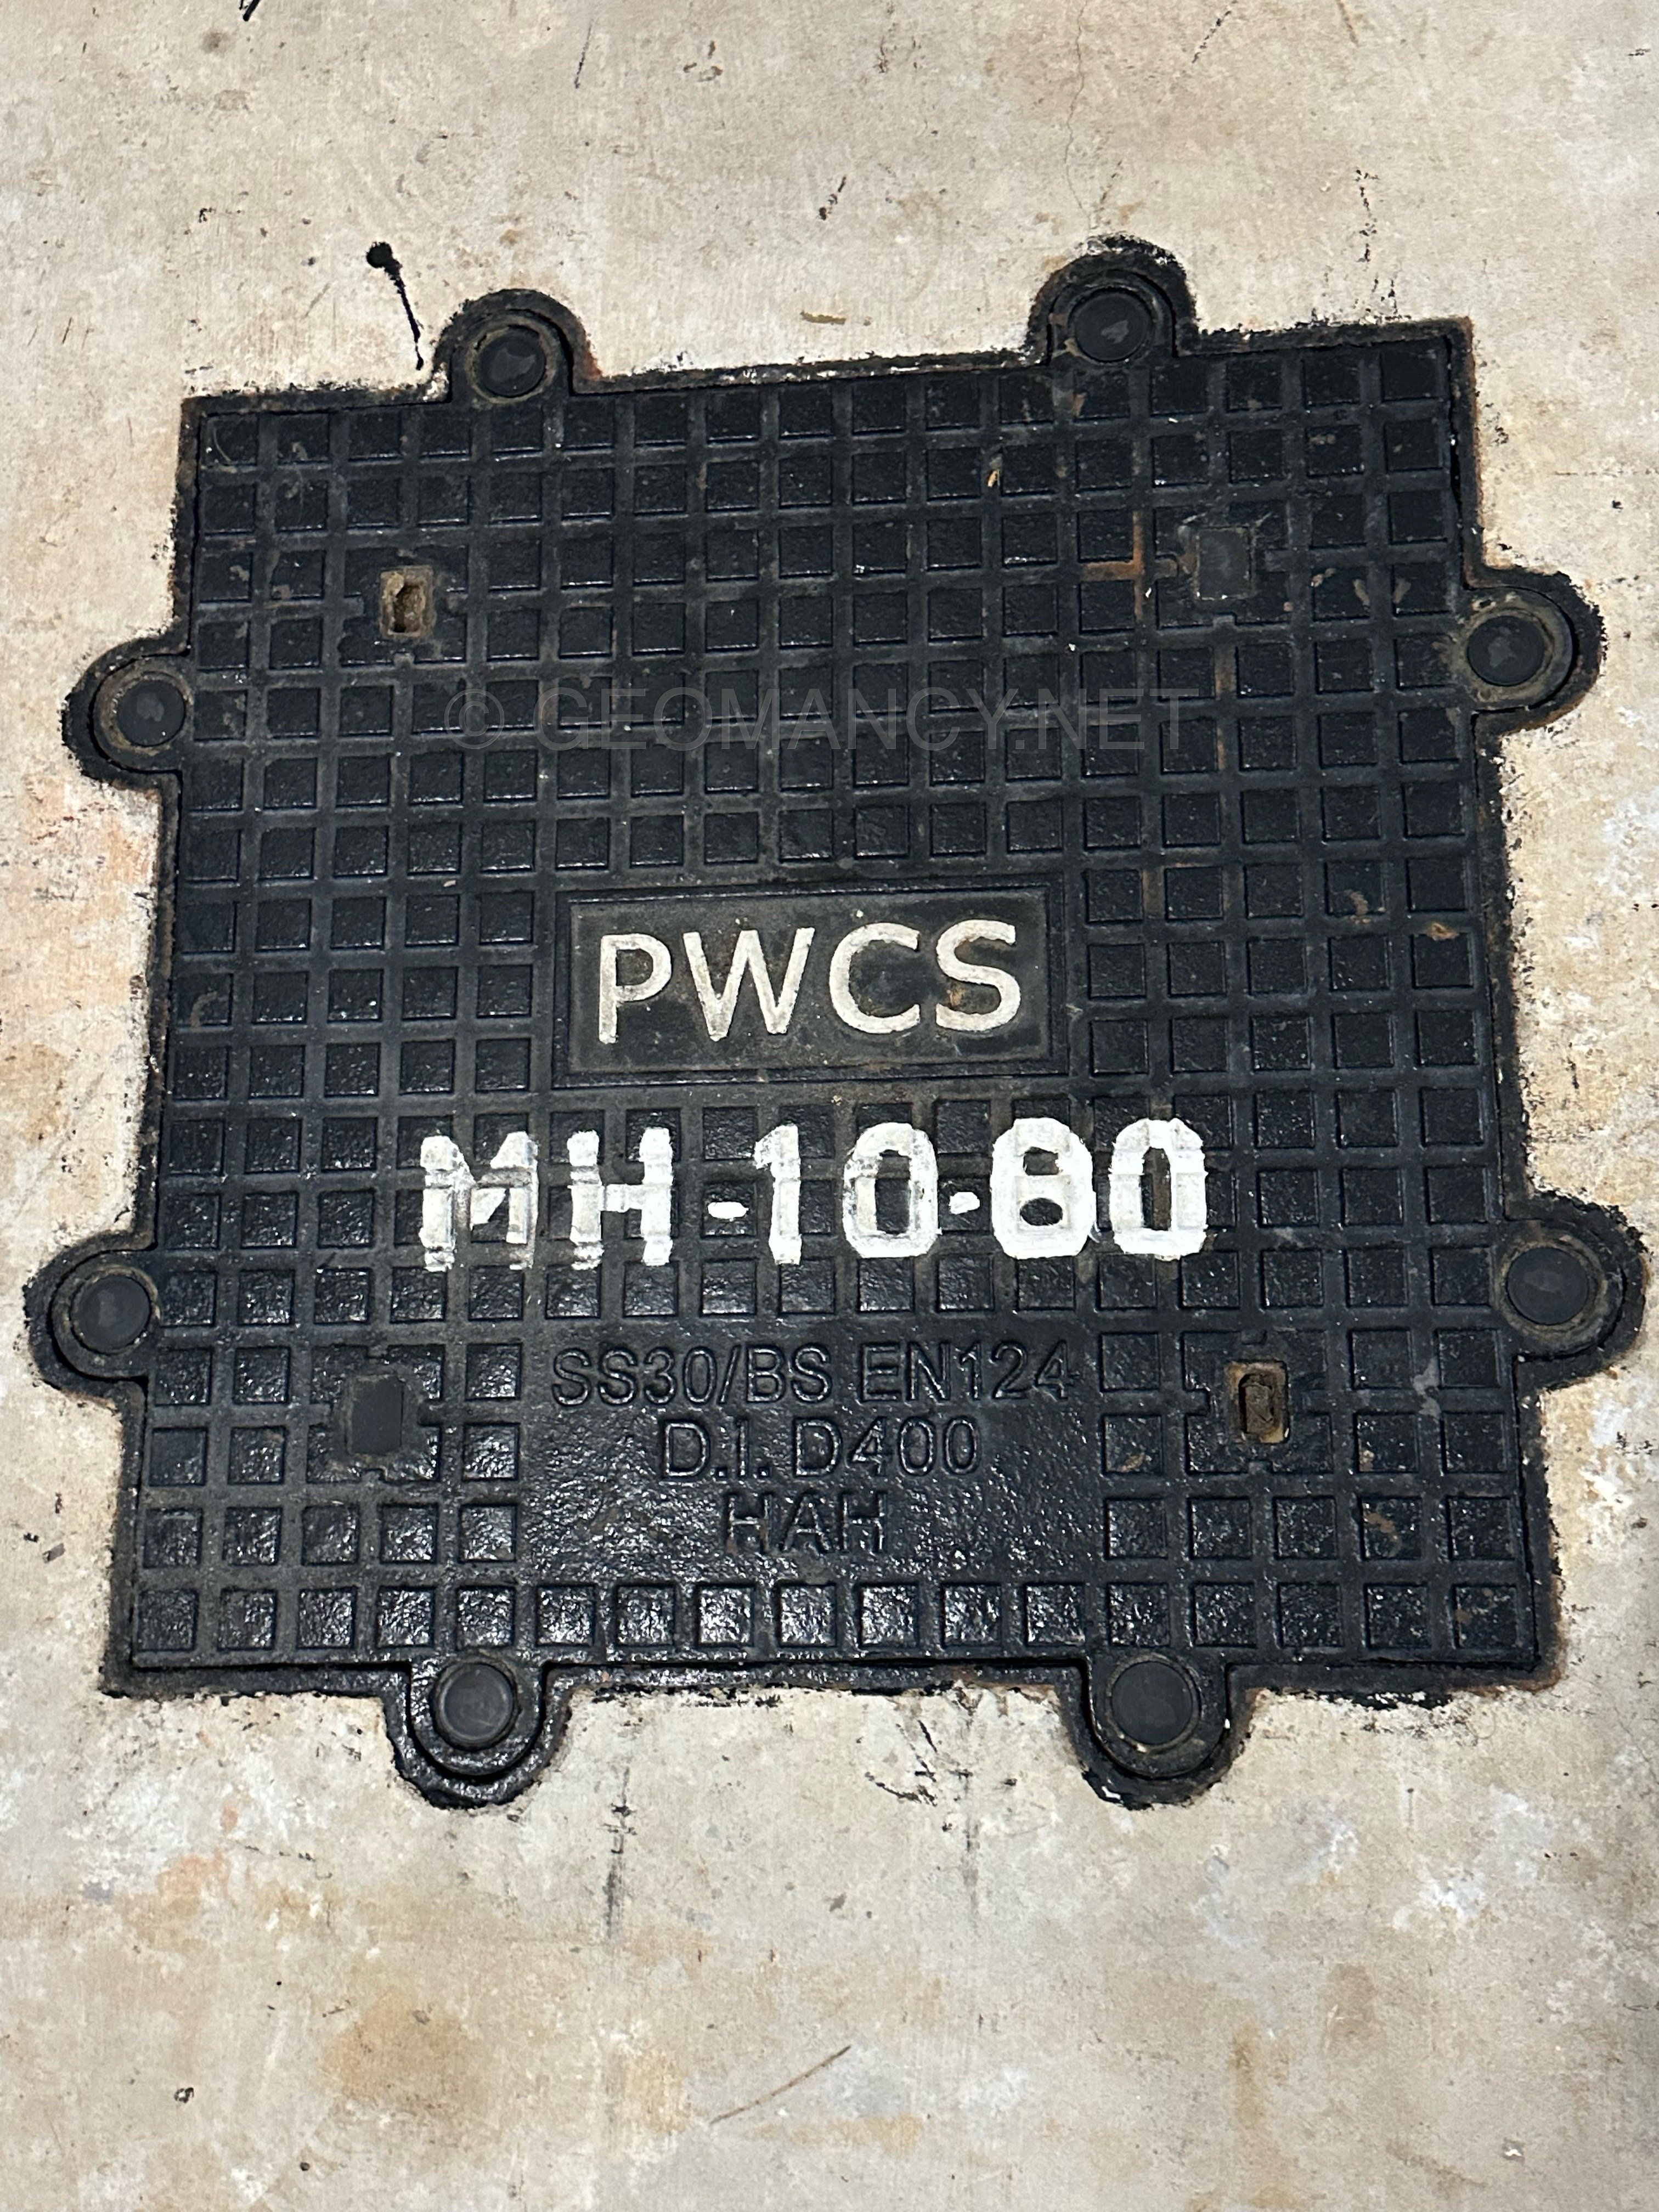 © GEOMANCY.NET
PWCS
MH-10-80
SS30/BS EN124
D.I. D400
HAH